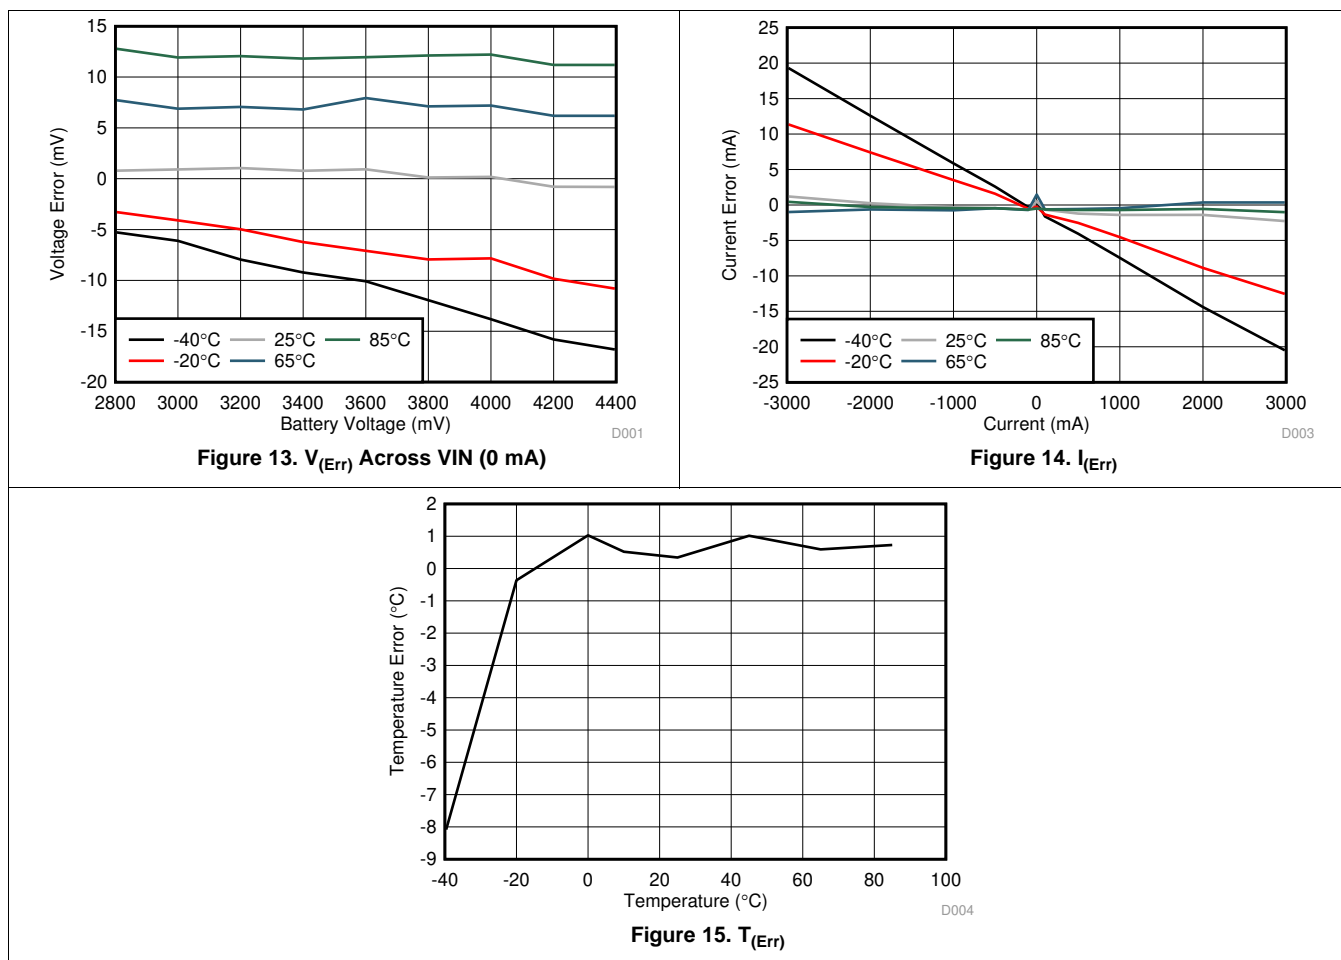 15
10
5
0
-5
-10
-15
-20
Voltage Error (mV)
-40°C 25°C 85°C
-20°C 65°C
2800 3000 3200 3400 3600 3800 4000 4200 4400
Battery Voltage (mV)
D001
Figure 13. V(Err) Across VIN (0 mA)
25
20
15
10
5
0
-5
-10
-15
-20
-25
Current Error (mA)
-40°C 25°C 85°C
-20°C 65°C
-3000 -2000 -1000 0 1000 2000 3000
Current (mA)
D003
Figure 14. I(Err)
2
1
0
-1
-2
-3
-4
-5
-6
-7
-8
-9
Temperature Error (°C)
-40 -20 0 20 40 60 80 100
Temperature (°C)
D004
Figure 15. T(Err)